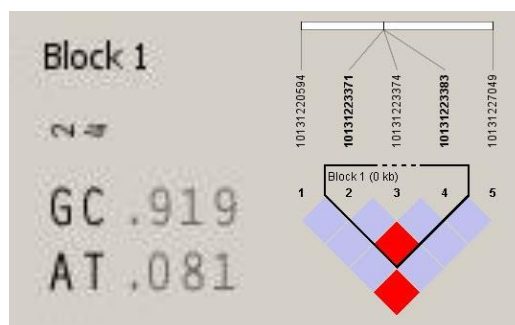 Block 1
2 4
GC .919
AT .081
10131220594
10131223371
10131223374
10131223383
10131227049
Block 1 (0 kb)
1 2 3 4 5